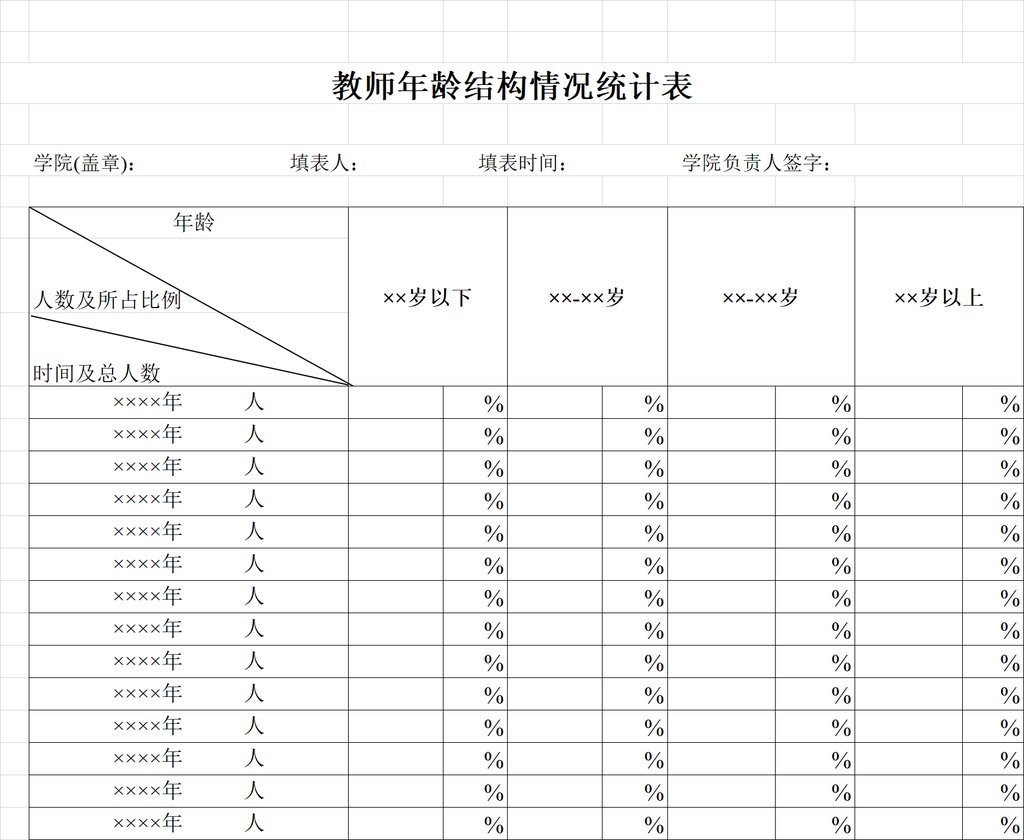 教师年龄结构情况统计表
学院(盖章): 填表人: 填表时间: 学院负责人签字:
年龄
人数及所占比例
时间及总人数
××岁以下 ××-××岁 ××-××岁 ××岁以上
××××年 人 % % % %
××××年 人 % % % %
××××年 人 % % % %
××××年 人 % % % %
××××年 人 % % % %
××××年 人 % % % %
××××年 人 % % % %
××××年 人 % % % %
××××年 人 % % % %
××××年 人 % % % %
××××年 人 % % % %
××××年 人 % % % %
××××年 人 % % % %
××××年 人 % % % %